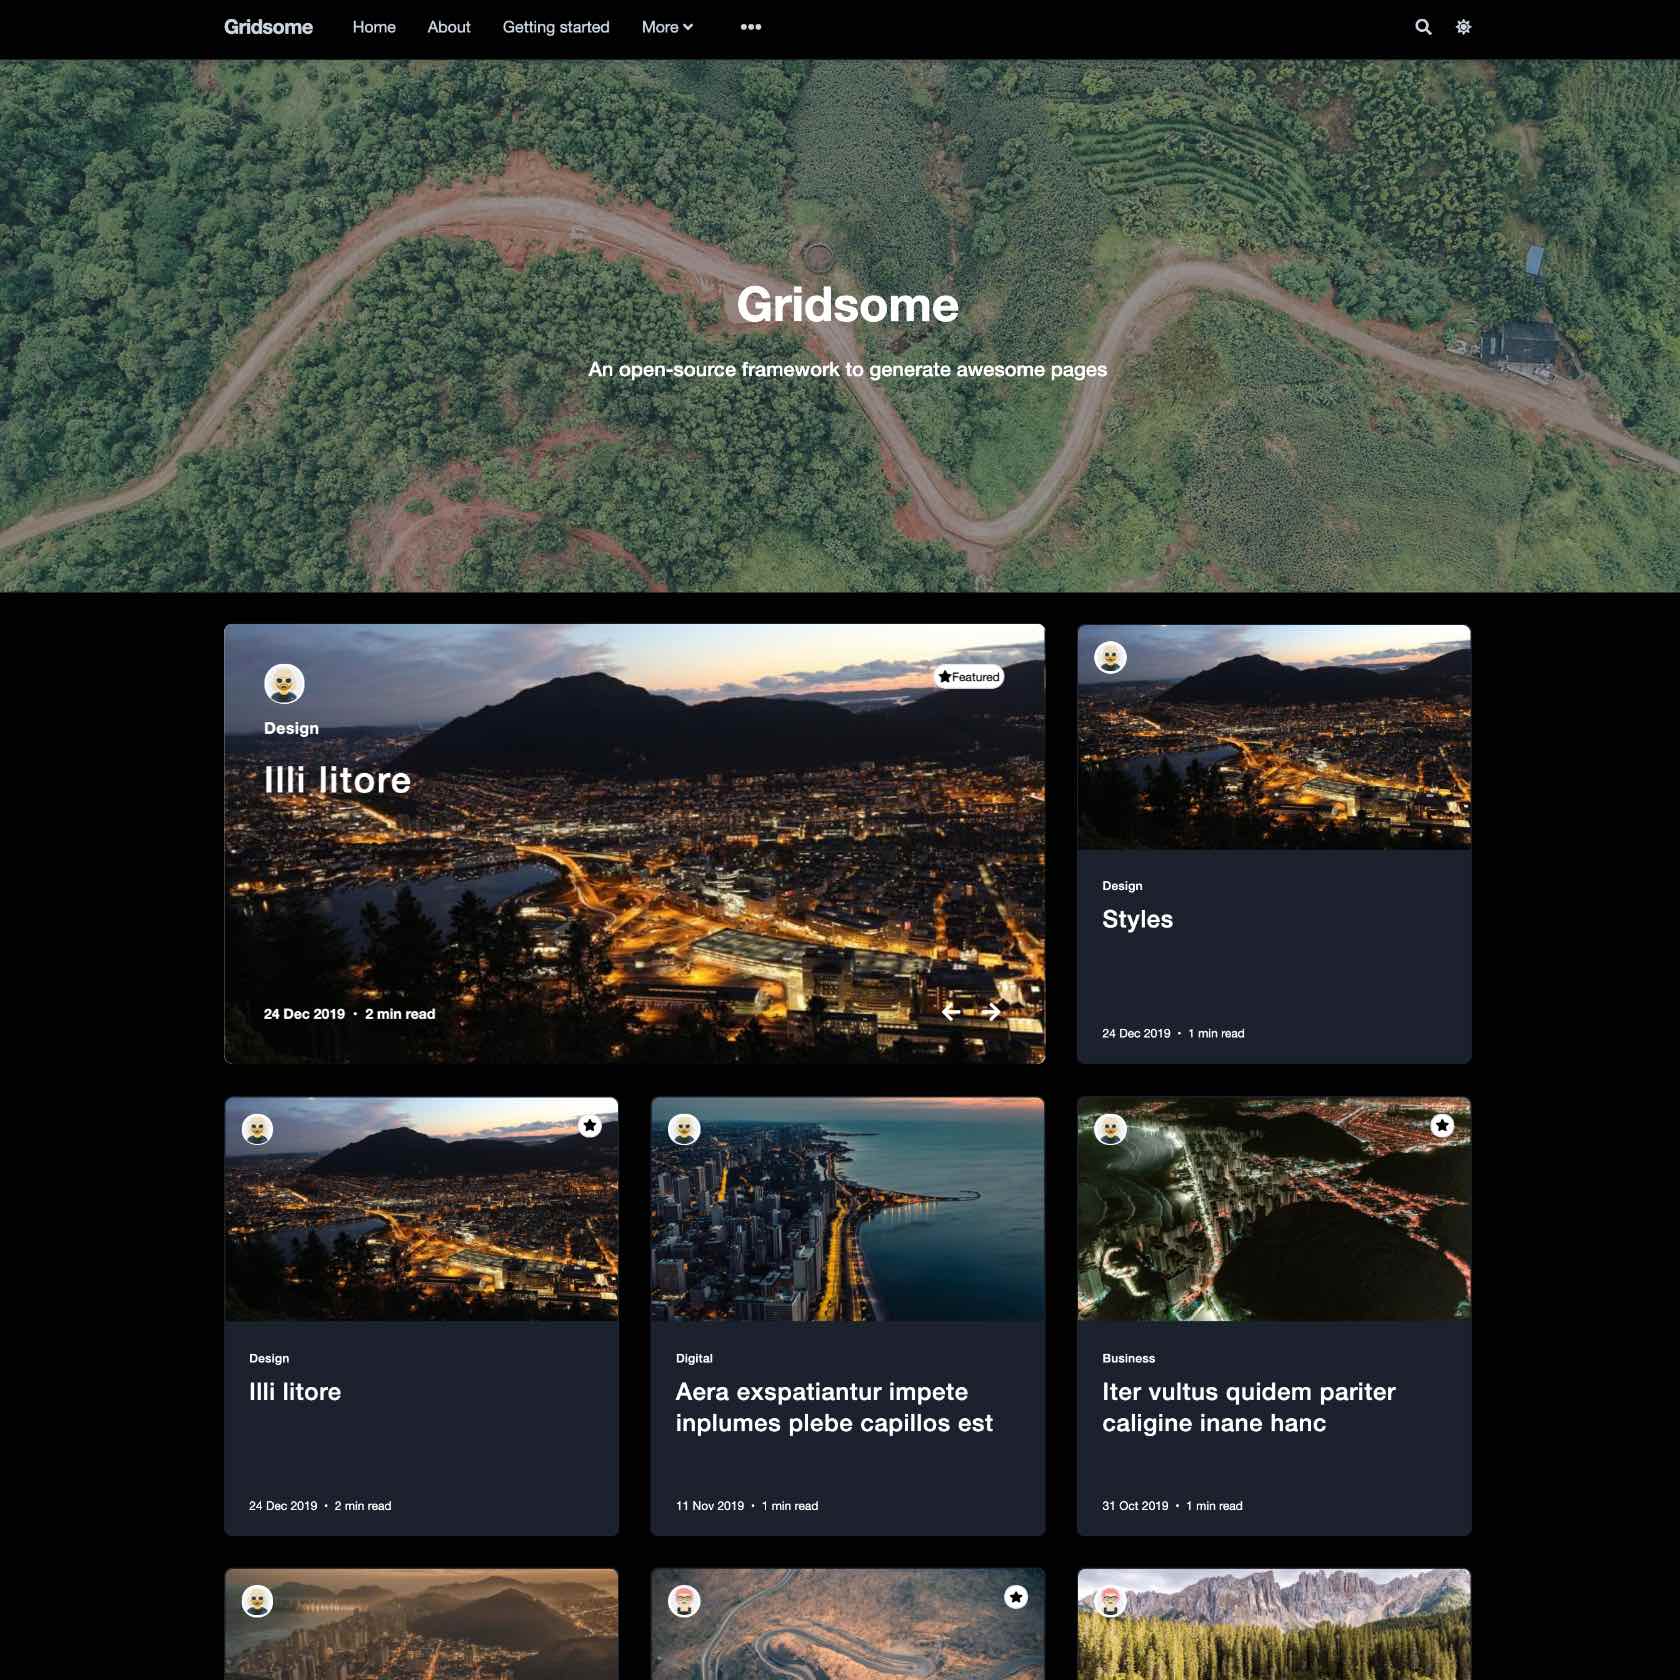 Gridsome Home About Getting started More
Gridsome
An open-source framework to generate awesome pages
Featured
Design
Illi litore
24 Dec 2019 • 2 min read
Design
Styles
24 Dec 2019 • 1 min read
Design
Illi litore
24 Dec 2019 • 2 min read
Digital
Aera exspatiantur impete
inplumes plebe capillos est
11 Nov 2019 • 1 min read
Business
Iter vultus quidem pariter
caligine inane hanc
31 Oct 2019 • 1 min read